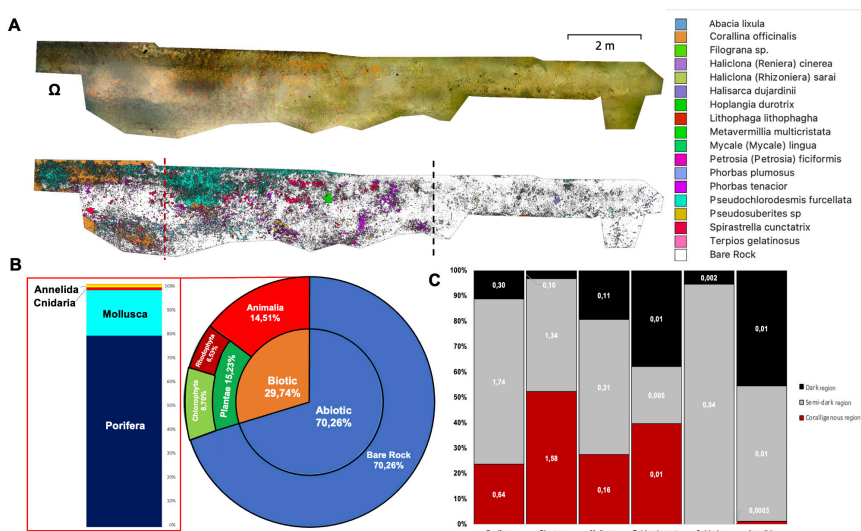 A
2 m
Ω
Abacia lixula
Corallina officinalis
Filograna sp.
Haliclona (Reniera) cinerea
Haliclona (Rhizoniera) sarai
Halisarca dujardinii
Hoplangia durotrix
Lithophaga lithophagha
Metavermillia multicristata
Mycale (Mycale) lingua
Petrosia (Petrosia) ficiformis
Phorbas plumosus
Phorbas tenacior
Pseudochlorodesmis furcellata
Pseudosuberites sp
Spirastrella cunctatrix
Terpios gelatinosus
Bare Rock
B
Annelida
Cnidaria
Mollusca
Porifera
100%
90%
80%
70%
60%
50%
40%
30%
20%
10%
0%
Animalia
14,51%
Rhodophyta
6,53%
Plantae 15,23%
Chlorophyta
8,70%
Biotic
29,74%
Abiotic
70,26%
Bare Rock
70,26%
C
100%
90%
80%
70%
60%
50%
40%
30%
20%
10%
0%
0,30
1,74
0,64
0,10
1,34
1,58
0,11
0,31
0,16
0,01
0,005
0,01
0,002
0,04
0,01
0,01
0,0003
Dark region
Semi-dark region
Coralligenous region